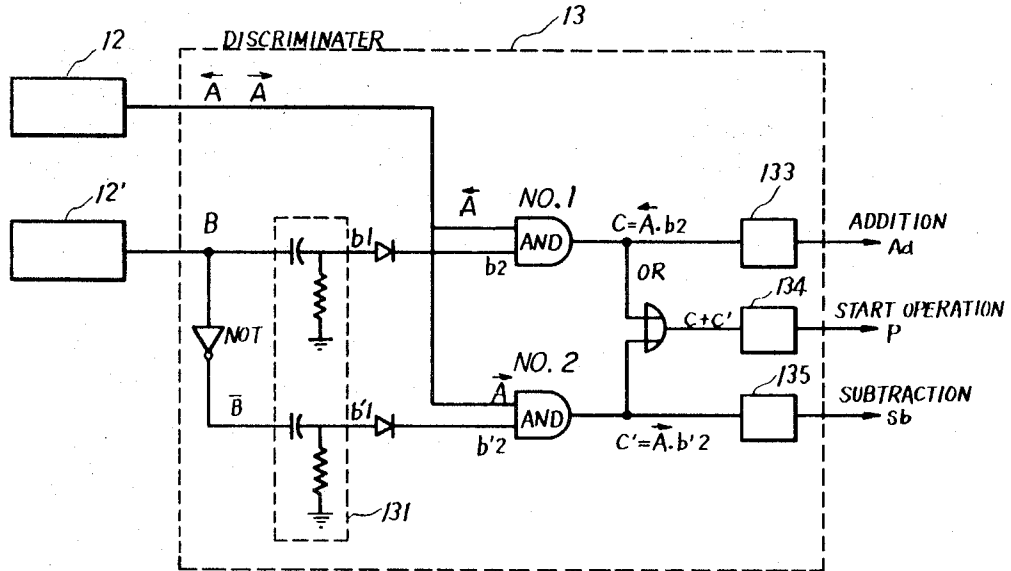 12
13
DISCRIMINATER
A⃖ A⃗
12'
B
b1
A⃖
NO.1
AND
b2
C=A⃖·b2
133
ADDITION
Ad
OR
134
NOT
C+C'
START OPERATION
P
B̅
b'1
NO. 2
A⃗
AND
b'2
C'=A⃗·b'2
135
SUBTRACTION
Sb
131